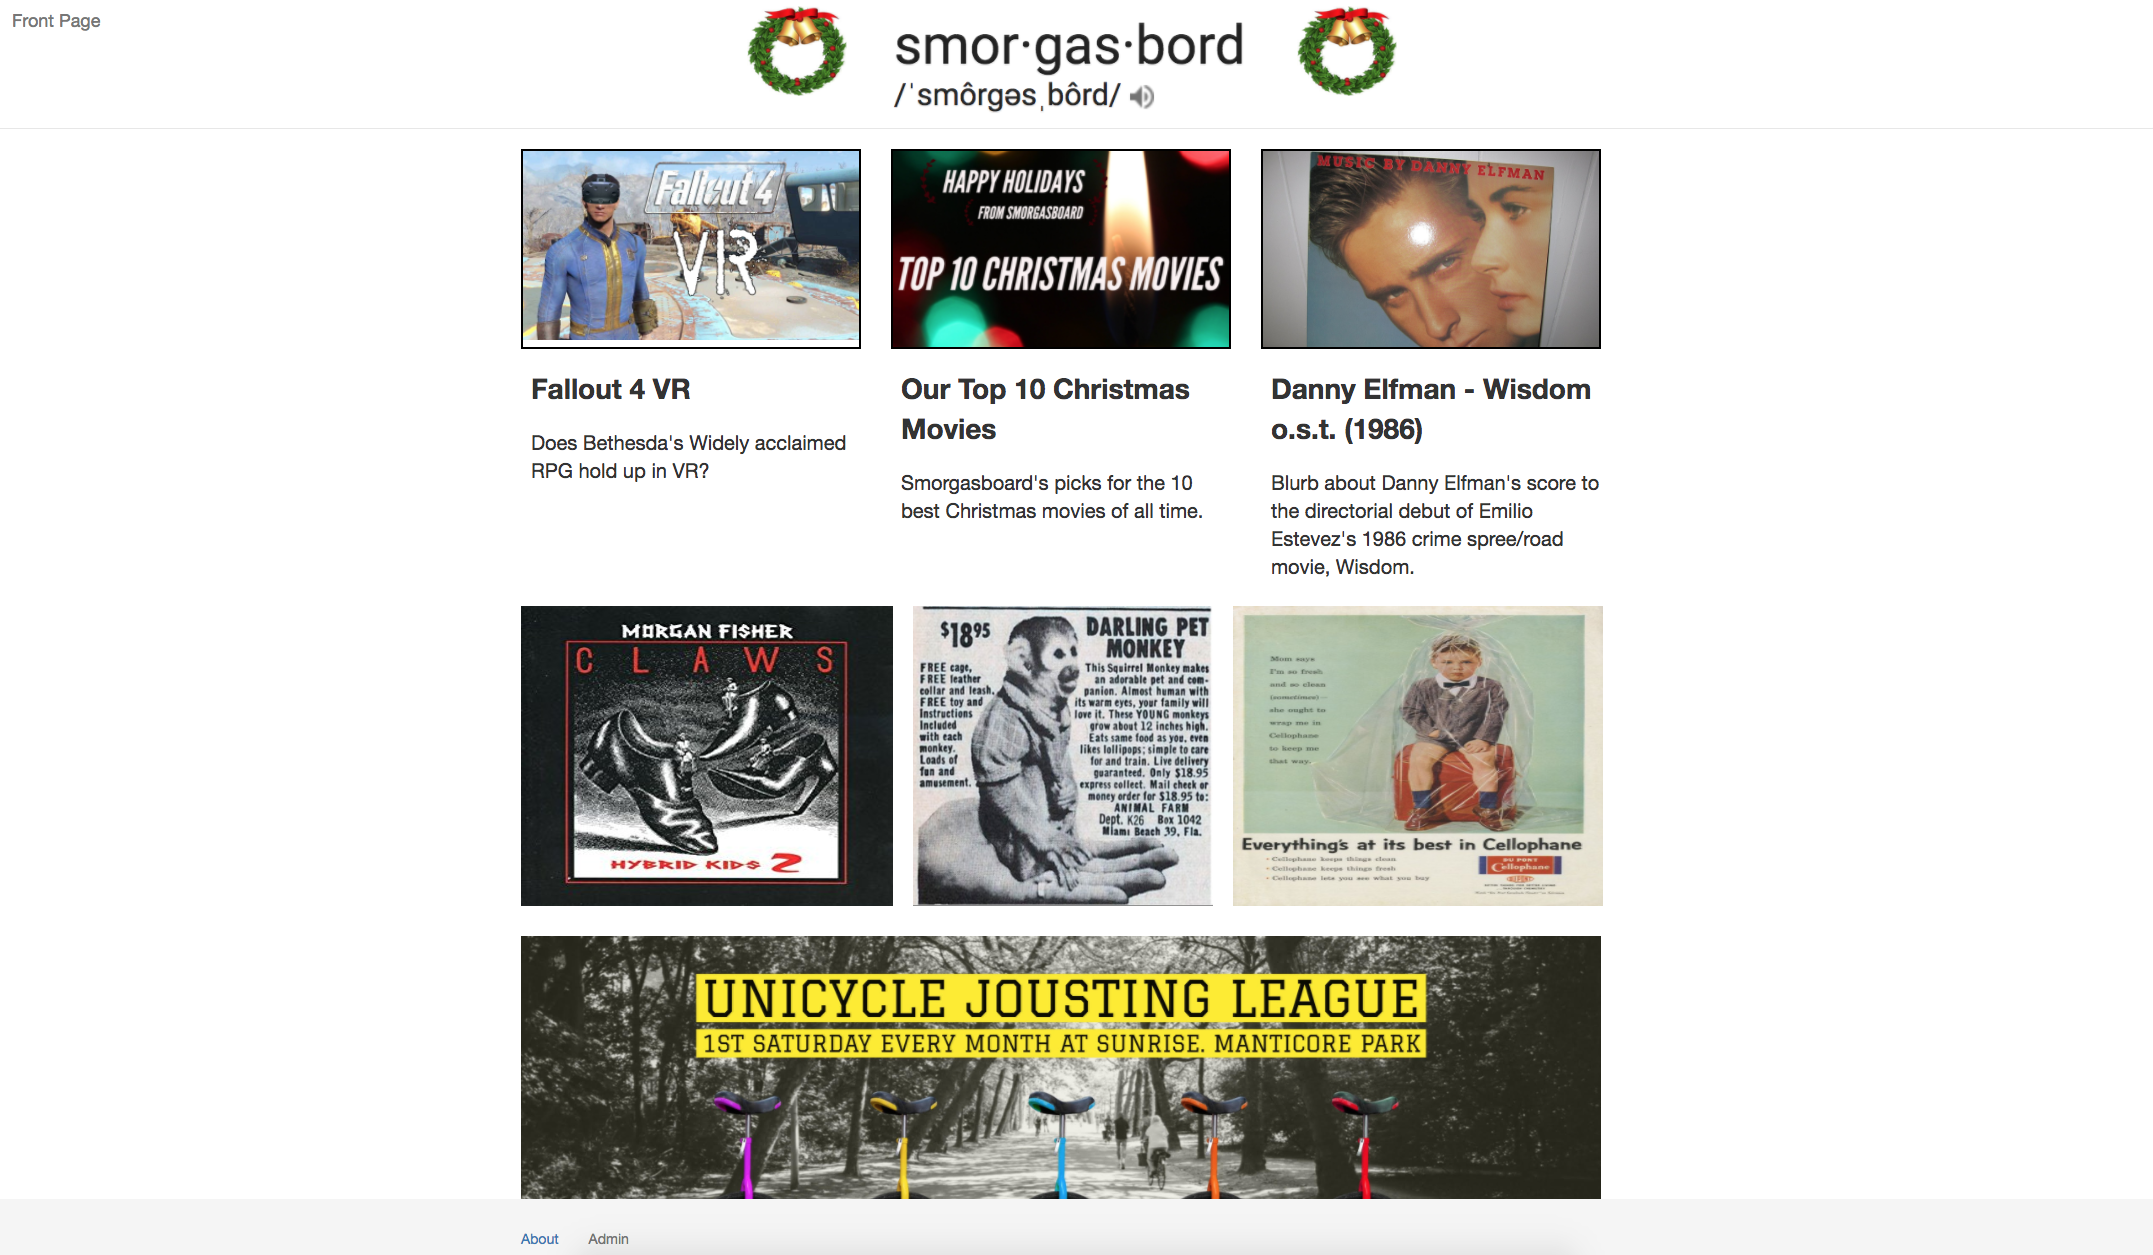 Front Page
smor·gas·bord
/ˈsmôrgəsˌbôrd/
Fallout 4
VR
HAPPY HOLIDAYS
FROM SMORGASBOARD
TOP 10 CHRISTMAS MOVIES
MUSIC BY DANNY ELFMAN
Fallout 4 VR
Does Bethesda's Widely acclaimed
RPG hold up in VR?
Our Top 10 Christmas
Movies
Smorgasboard's picks for the 10
best Christmas movies of all time.
Danny Elfman - Wisdom
o.s.t. (1986)
Blurb about Danny Elfman's score to
the directorial debut of Emilio
Estevez's 1986 crime spree/road
movie, Wisdom.
MORGAN FISHER
CLAWS
HYBRID KIDS 2
$1895
FREE cage,
FREE leather
collar and leash.
FREE toy and
Instructions
Included
with each
monkey.
Loads of
fun and
amusement.
DARLING PET
MONKEY
This Squirrel Monkey makes
an adorable pet and com-
panion. Almost human with
its warm eyes, your family will
love it. These YOUNG monkeys
grow about 12 inches high.
Eats same food as you, even
likes lollipops; simple to care
for and train. Live delivery
guaranteed. Only $18.95
express collect. Mail check or
money order for $18.95 to:
ANIMAL FARM
Dept. K26 Box 1042
Miami Beach 39, Fla.
Mom says
I'm so fresh
and so clean
(sometimes)—
she ought to
wrap me in
Cellophane
to keep me
that way.
Everything's at its best in Cellophane
• Cellophane keeps things clean
• Cellophane keeps things fresh
• Cellophane lets you see what you buy
DU PONT
Cellophane
DUPONT
UNICYCLE JOUSTING LEAGUE
1ST SATURDAY EVERY MONTH AT SUNRISE. MANTICORE PARK
About
Admin